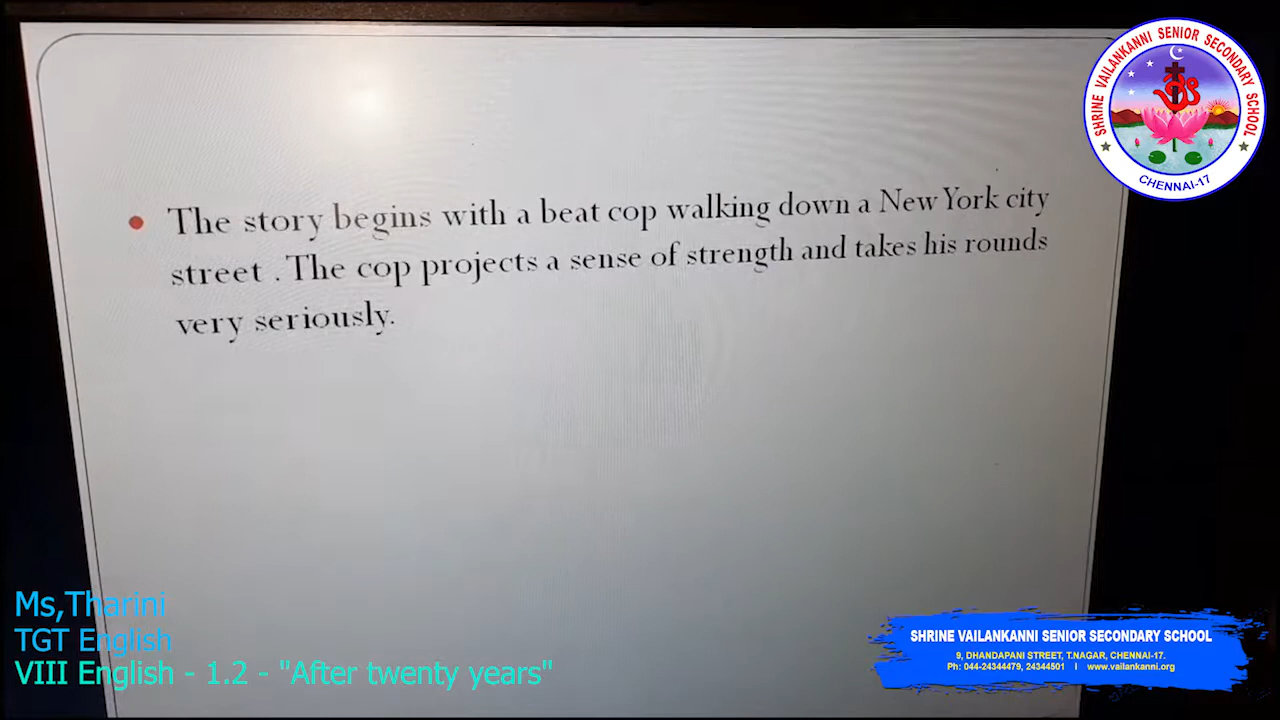 SHRINE VAILANKANNI SENIOR SECONDARY SCHOOL
CHENNAI-17
The story begins with a beat cop walking down a New York city
street . The cop projects a sense of strength and takes his rounds
very seriously.
Ms,Tharini
TGT English
VIII English - 1.2 - "After twenty years"
SHRINE VAILANKANNI SENIOR SECONDARY SCHOOL
9, DHANDAPANI STREET, T.NAGAR, CHENNAI-17.
Ph: 044-24344479, 24344501 I www.vailankanni.org